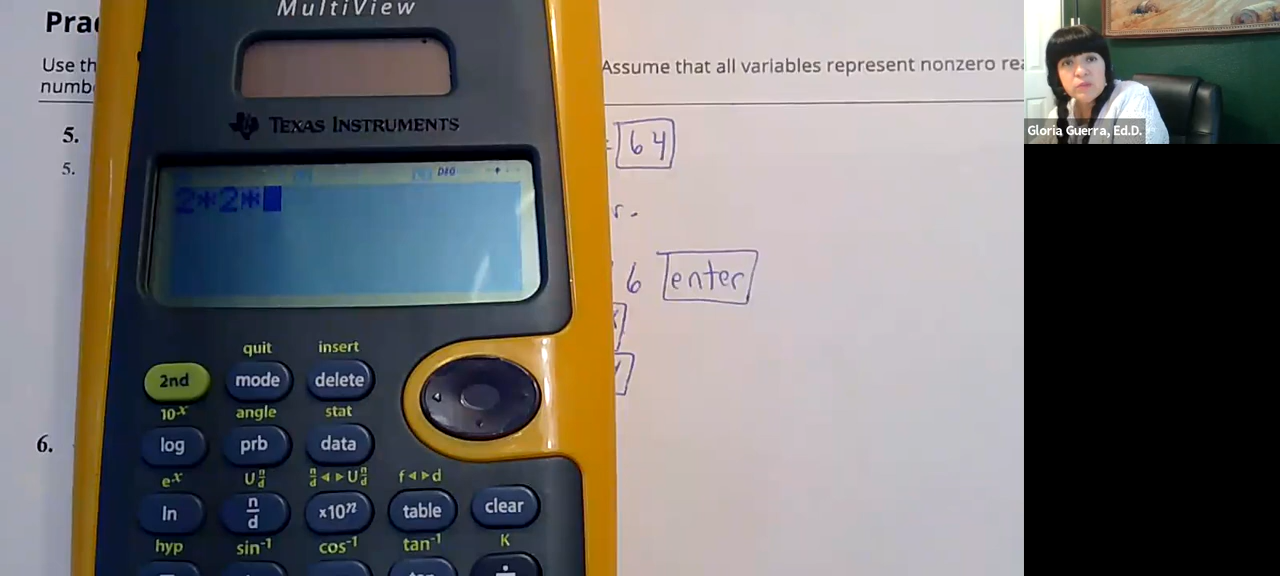 MultiView
TEXAS INSTRUMENTS
DEG
2*2*
quit insert
2nd mode delete
10^x angle stat
log prb data
e^x U n/d n/d ◄► U n/d f◄►d
ln n/d ×10ⁿ table clear
hyp sin⁻¹ cos⁻¹ tan⁻¹ K
÷
Use th
Assume that all variables represent nonzero rea
numb
5.
= 64
5.
r.
6 enter
6.
Gloria Guerra, Ed.D.